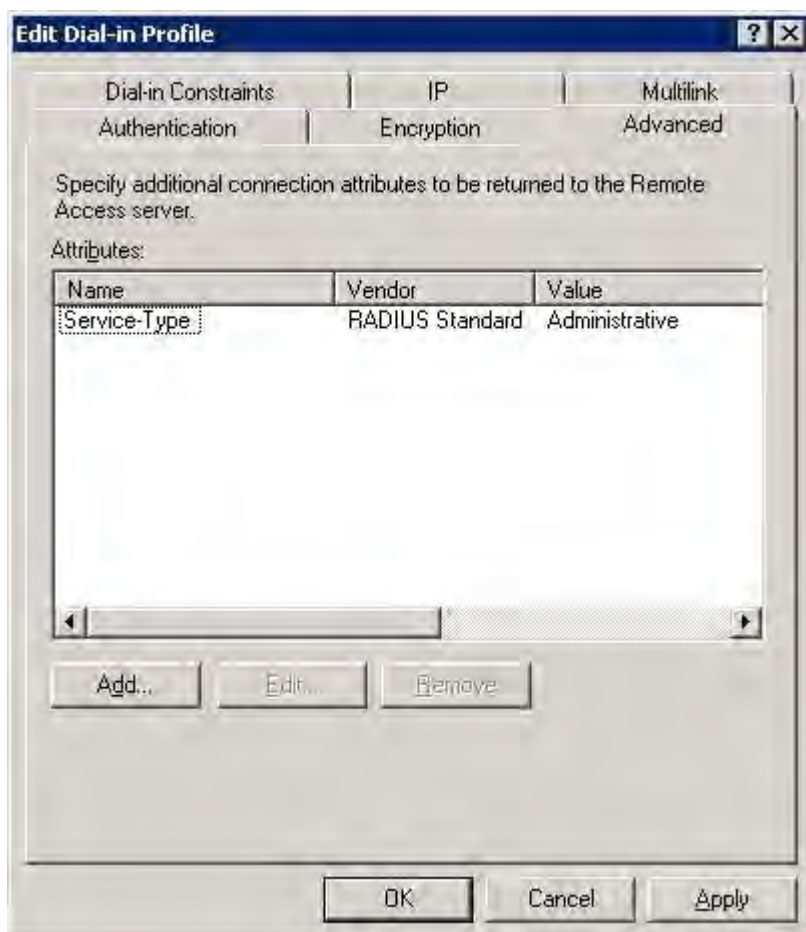 Edit Dial-in Profile
Dial-in Constraints IP Multilink
Authentication Encryption Advanced
Specify additional connection attributes to be returned to the Remote
Access server.
Attributes:
Name Vendor Value
Service-Type RADIUS Standard Administrative
Add... Edit... Remove
OK Cancel Apply